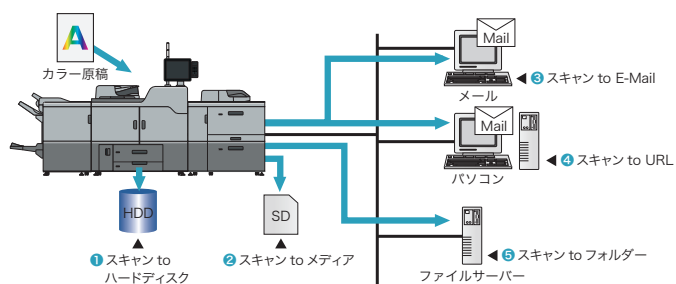 A
カラー原稿
Mail
❸スキャン to E-Mail
メール
Mail
❹スキャン to URL
パソコン
HDD
SD
❶スキャン to
ハードディスク
❷スキャン to メディア
❺スキャン to フォルダー
ファイルサーバー